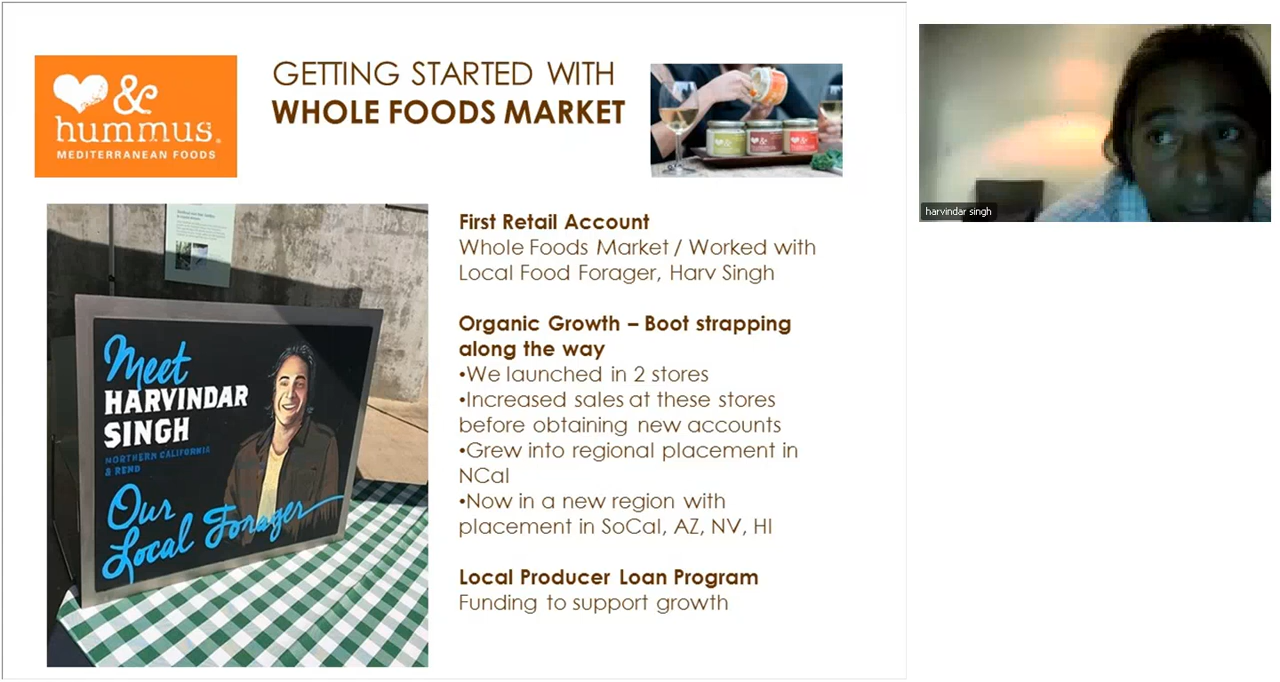 &
hummus®
MEDITERRANEAN FOODS
GETTING STARTED WITH
WHOLE FOODS MARKET
Meet
HARVINDAR
SINGH
NORTHERN CALIFORNIA
& RENO
Our
Local Forager
First Retail Account
Whole Foods Market / Worked with
Local Food Forager, Harv Singh
Organic Growth – Boot strapping
along the way
•We launched in 2 stores
•Increased sales at these stores
before obtaining new accounts
•Grew into regional placement in
NCal
•Now in a new region with
placement in SoCal, AZ, NV, HI
Local Producer Loan Program
Funding to support growth
harvindar singh